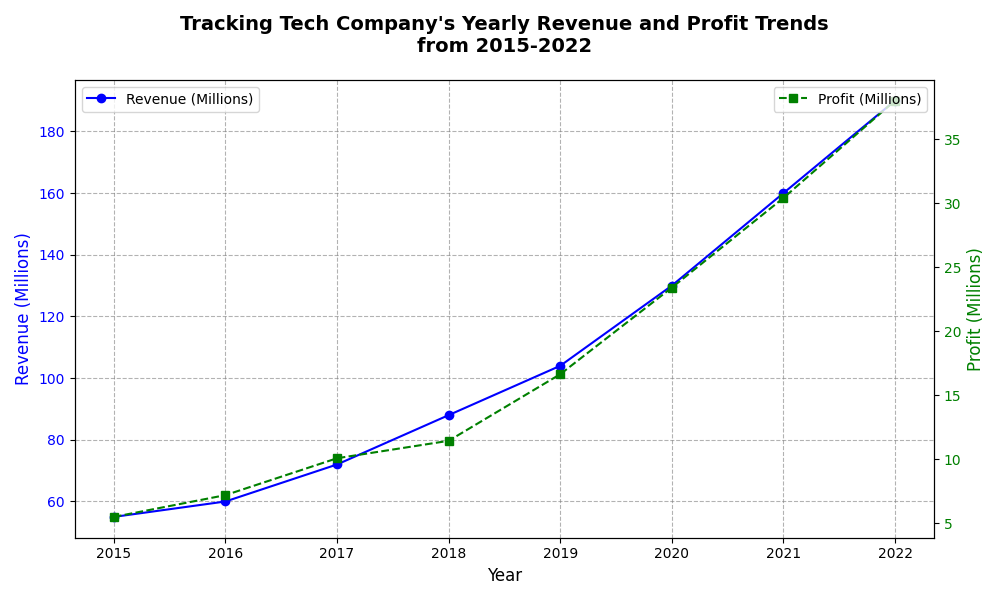 Tracking Tech Company's Yearly Revenue and Profit Trends
from 2015-2022
Revenue (Millions)
Profit (Millions)
Revenue (Millions)
180
160
140
120
100
80
60
35
30
25
20
15
10
5
Profit (Millions)
2015 2016 2017 2018 2019 2020 2021 2022
Year